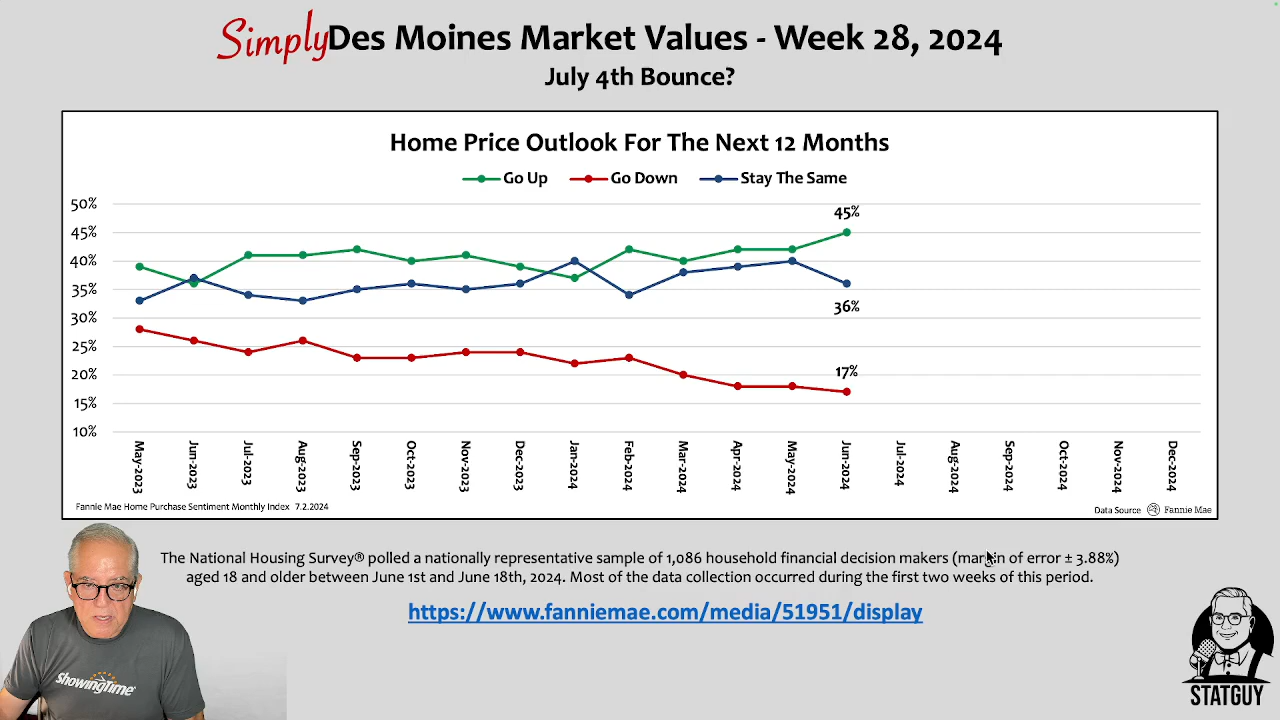 SimplyDes Moines Market Values - Week 28, 2024
July 4th Bounce?
Home Price Outlook For The Next 12 Months
Go Up Go Down Stay The Same
50%
45%
40%
35%
30%
25%
20%
15%
10%
45%
36%
17%
May-2023 Jun-2023 Jul-2023 Aug-2023 Sep-2023 Oct-2023 Nov-2023 Dec-2023 Jan-2024 Feb-2024 Mar-2024 Apr-2024 May-2024 Jun-2024 Jul-2024 Aug-2024 Sep-2024 Oct-2024 Nov-2024 Dec-2024
Fannie Mae Home Purchase Sentiment Monthly Index 7.2.2024
Data Source Fannie Mae
The National Housing Survey® polled a nationally representative sample of 1,086 household financial decision makers (margin of error ± 3.88%)
aged 18 and older between June 1st and June 18th, 2024. Most of the data collection occurred during the first two weeks of this period.
https://www.fanniemae.com/media/51951/display
ShowingTime
STATGUY